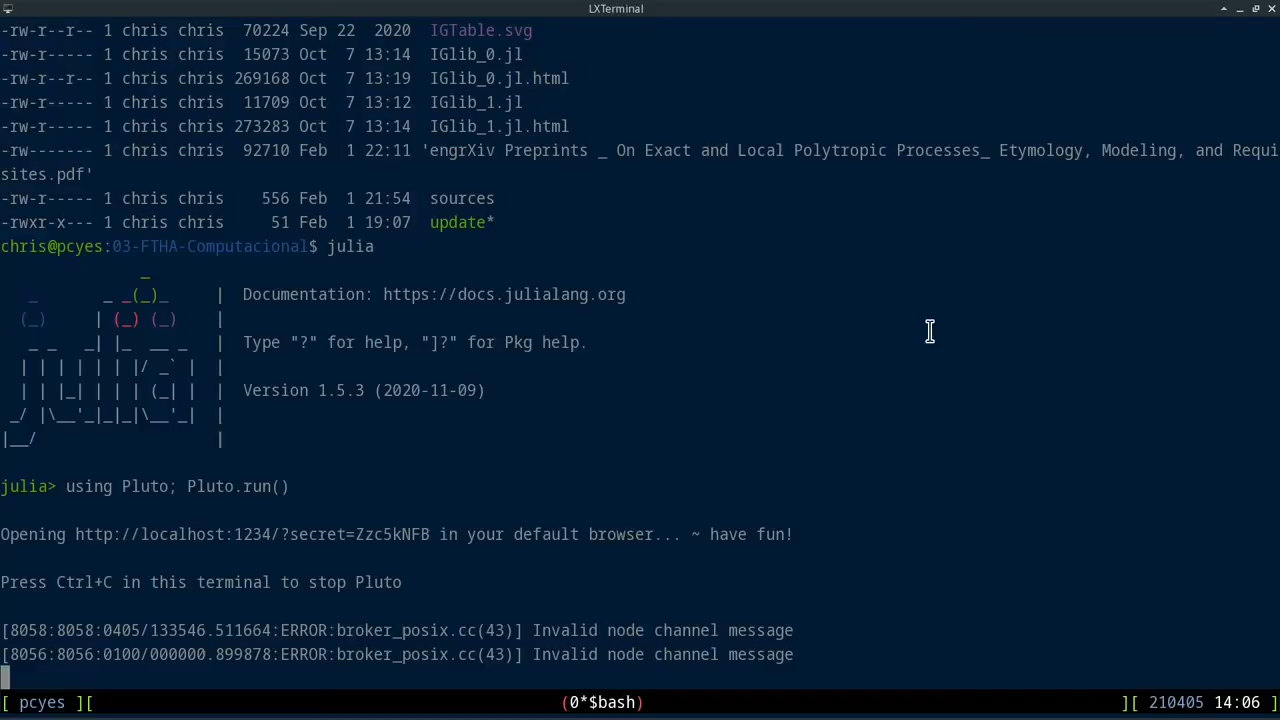 LXTerminal
-rw-r--r-- 1 chris chris  70224 Sep 22  2020  IGTable.svg
-rw-r----- 1 chris chris  15073 Oct  7 13:14  IGlib_0.jl
-rw-r--r-- 1 chris chris 269168 Oct  7 13:19  IGlib_0.jl.html
-rw-r----- 1 chris chris  11709 Oct  7 13:12  IGlib_1.jl
-rw-r----- 1 chris chris 273283 Oct  7 13:14  IGlib_1.jl.html
-rw------- 1 chris chris  92710 Feb  1 22:11 'engrXiv Preprints _ On Exact and Local Polytropic Processes_ Etymology, Modeling, and Requi
sites.pdf'
-rw-r----- 1 chris chris    556 Feb  1 21:54  sources
-rwxr-x--- 1 chris chris     51 Feb  1 19:07  update*
chris@pcyes:03-FTHA-Computacional$ julia
               _
   _       _ _(_)_     |  Documentation: https://docs.julialang.org
  (_)     | (_) (_)    |
   _ _   _| |_  __ _   |  Type "?" for help, "]?" for Pkg help.
  | | | | | | |/ _` |  |
  | | |_| | | | (_| |  |  Version 1.5.3 (2020-11-09)
 _/ |\__'_|_|_|\__'_|  |
|__/                   |
julia> using Pluto; Pluto.run()
Opening http://localhost:1234/?secret=Zzc5kNFB in your default browser... ~ have fun!
Press Ctrl+C in this terminal to stop Pluto
[8058:8058:0405/133546.511664:ERROR:broker_posix.cc(43)] Invalid node channel message
[8056:8056:0100/000000.899878:ERROR:broker_posix.cc(43)] Invalid node channel message
[ pcyes ][ (0*$bash) ][ 210405 14:06 ]